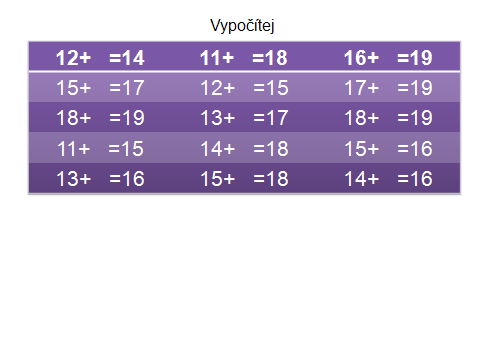 Vypočítej
12+ =14 11+ =18 16+ =19
15+ =17 12+ =15 17+ =19
18+ =19 13+ =17 18+ =19
11+ =15 14+ =18 15+ =16
13+ =16 15+ =18 14+ =16